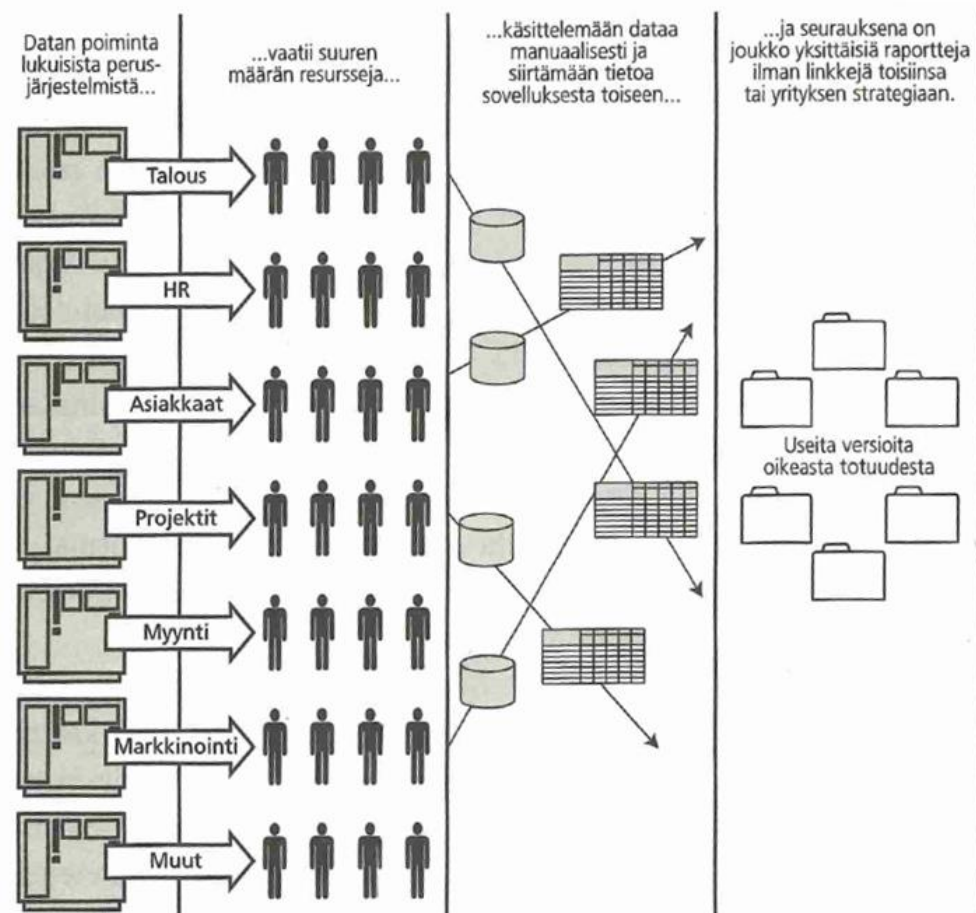 Datan poiminta
lukuisista perus-
järjestelmistä...
...vaatii suuren
määrän resursseja...
...käsittelemään dataa
manuaalisesti ja
siirtämään tietoa
sovelluksesta toiseen...
...ja seurauksena on
joukko yksittäisiä raportteja
ilman linkkejä toisiinsa
tai yrityksen strategiaan.
Talous
HR
Asiakkaat
Projektit
Myynti
Markkinointi
Muut
Useita versioita
oikeasta totuudesta